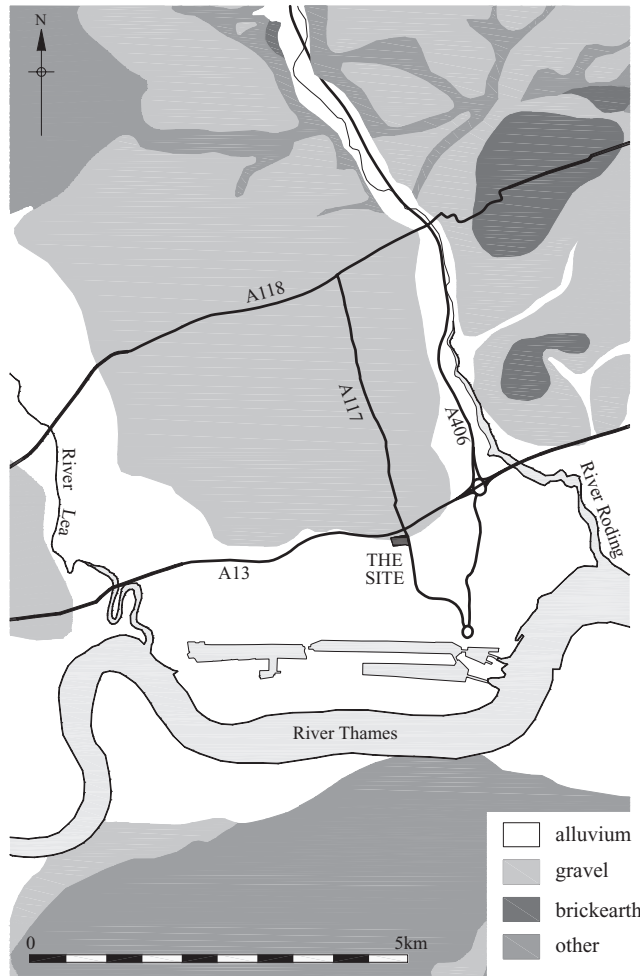 N
A118
A117
A406
River
Lea
River Roding
A13
THE
SITE
River Thames
alluvium
gravel
brickearth
other
0
5km